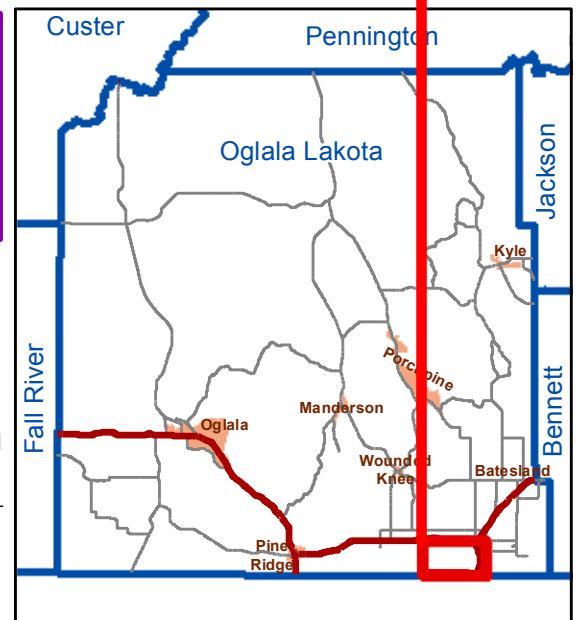 Custer
Pennington
Oglala Lakota
Jackson
Kyle
Fall River
Porcupine
Manderson
Oglala
Bennett
Wounded
Knee
Batesland
Pine
Ridge